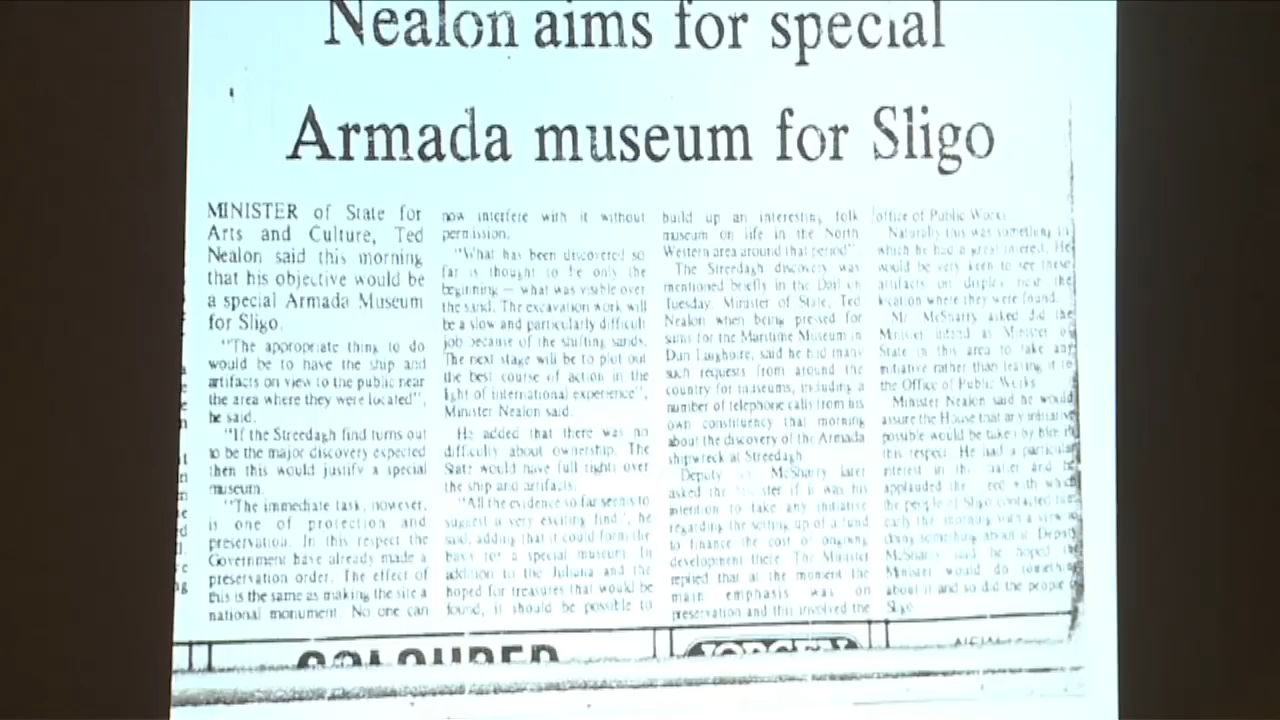 Nealon aims for special
Armada museum for Sligo
MINISTER of State for
Arts and Culture, Ted
Nealon said this morning
that his objective would be
a special Armada Museum
for Sligo.
"The appropriate thing to do
would be to have the ship and
artifacts on view to the public near
the area where they were located",
he said.
"If the Streedagh find turns out
to be the major discovery expected
then this would justify a special
museum.
"The immediate task, however,
is one of protection and
preservation. In this respect the
Government have already made a
preservation order. The effect of
this is the same as making the site a
national monument. No one can
now interfere with it without
permission.
"What has been discovered so
far is thought to be only the
beginning — what was visible over
the sand. The excavation work will
be a slow and particularly difficult
job because of the shifting sands.
The next stage will be to plot out
the best course of action in the
light of international experience",
Minister Nealon said.
He added that there was no
difficulty about ownership. The
State would have full rights over
the ship and artifacts.
"All the evidence so far seems to
suggest a very exciting find", he
said, adding that it could form the
basis for a special museum. In
addition to the Juliana and the
hoped for treasures that would be
found, it should be possible to
build up an interesting folk
museum on life in the North
Western area around that period".
The Streedagh discovery was
mentioned briefly in the Dail on
Tuesday. Minister of State, Ted
Nealon when being pressed for
aims for the Maritime Museum in
Dun Laoghaire, said he had many
such requests from around the
country for museums, including a
number of telephone calls from his
own constituency that morning
about the discovery of the Armada
shipwreck at Streedagh.
Deputy McSharry later
asked the Minister if it was his
intention to take any initiative
regarding the setting up of a fund
to finance the cost of ongoing
development there. The Minister
replied that at the moment the
main emphasis was on
preservation and this involved the
office of Public Works.
Naturally this was something in
which he had a great interest. He
would be very keen to see these
artifacts on display near the
location where they were found.
Mr. McSharry asked did the
Minister intend as Minister of
State in this area to take any
initiative rather than leaving it to
the Office of Public Works.
Minister Nealon said he would
assure the House that any initiative
possible would be taken by him in
this respect. He had a particular
interest in the matter and he
applauded the with which
the people of Sligo contacted
early this morning with a view to
doing something about it. Deputy
McSharry said he hoped the
Minister would do something
about it and so did the people of
Sligo.
COLOURED